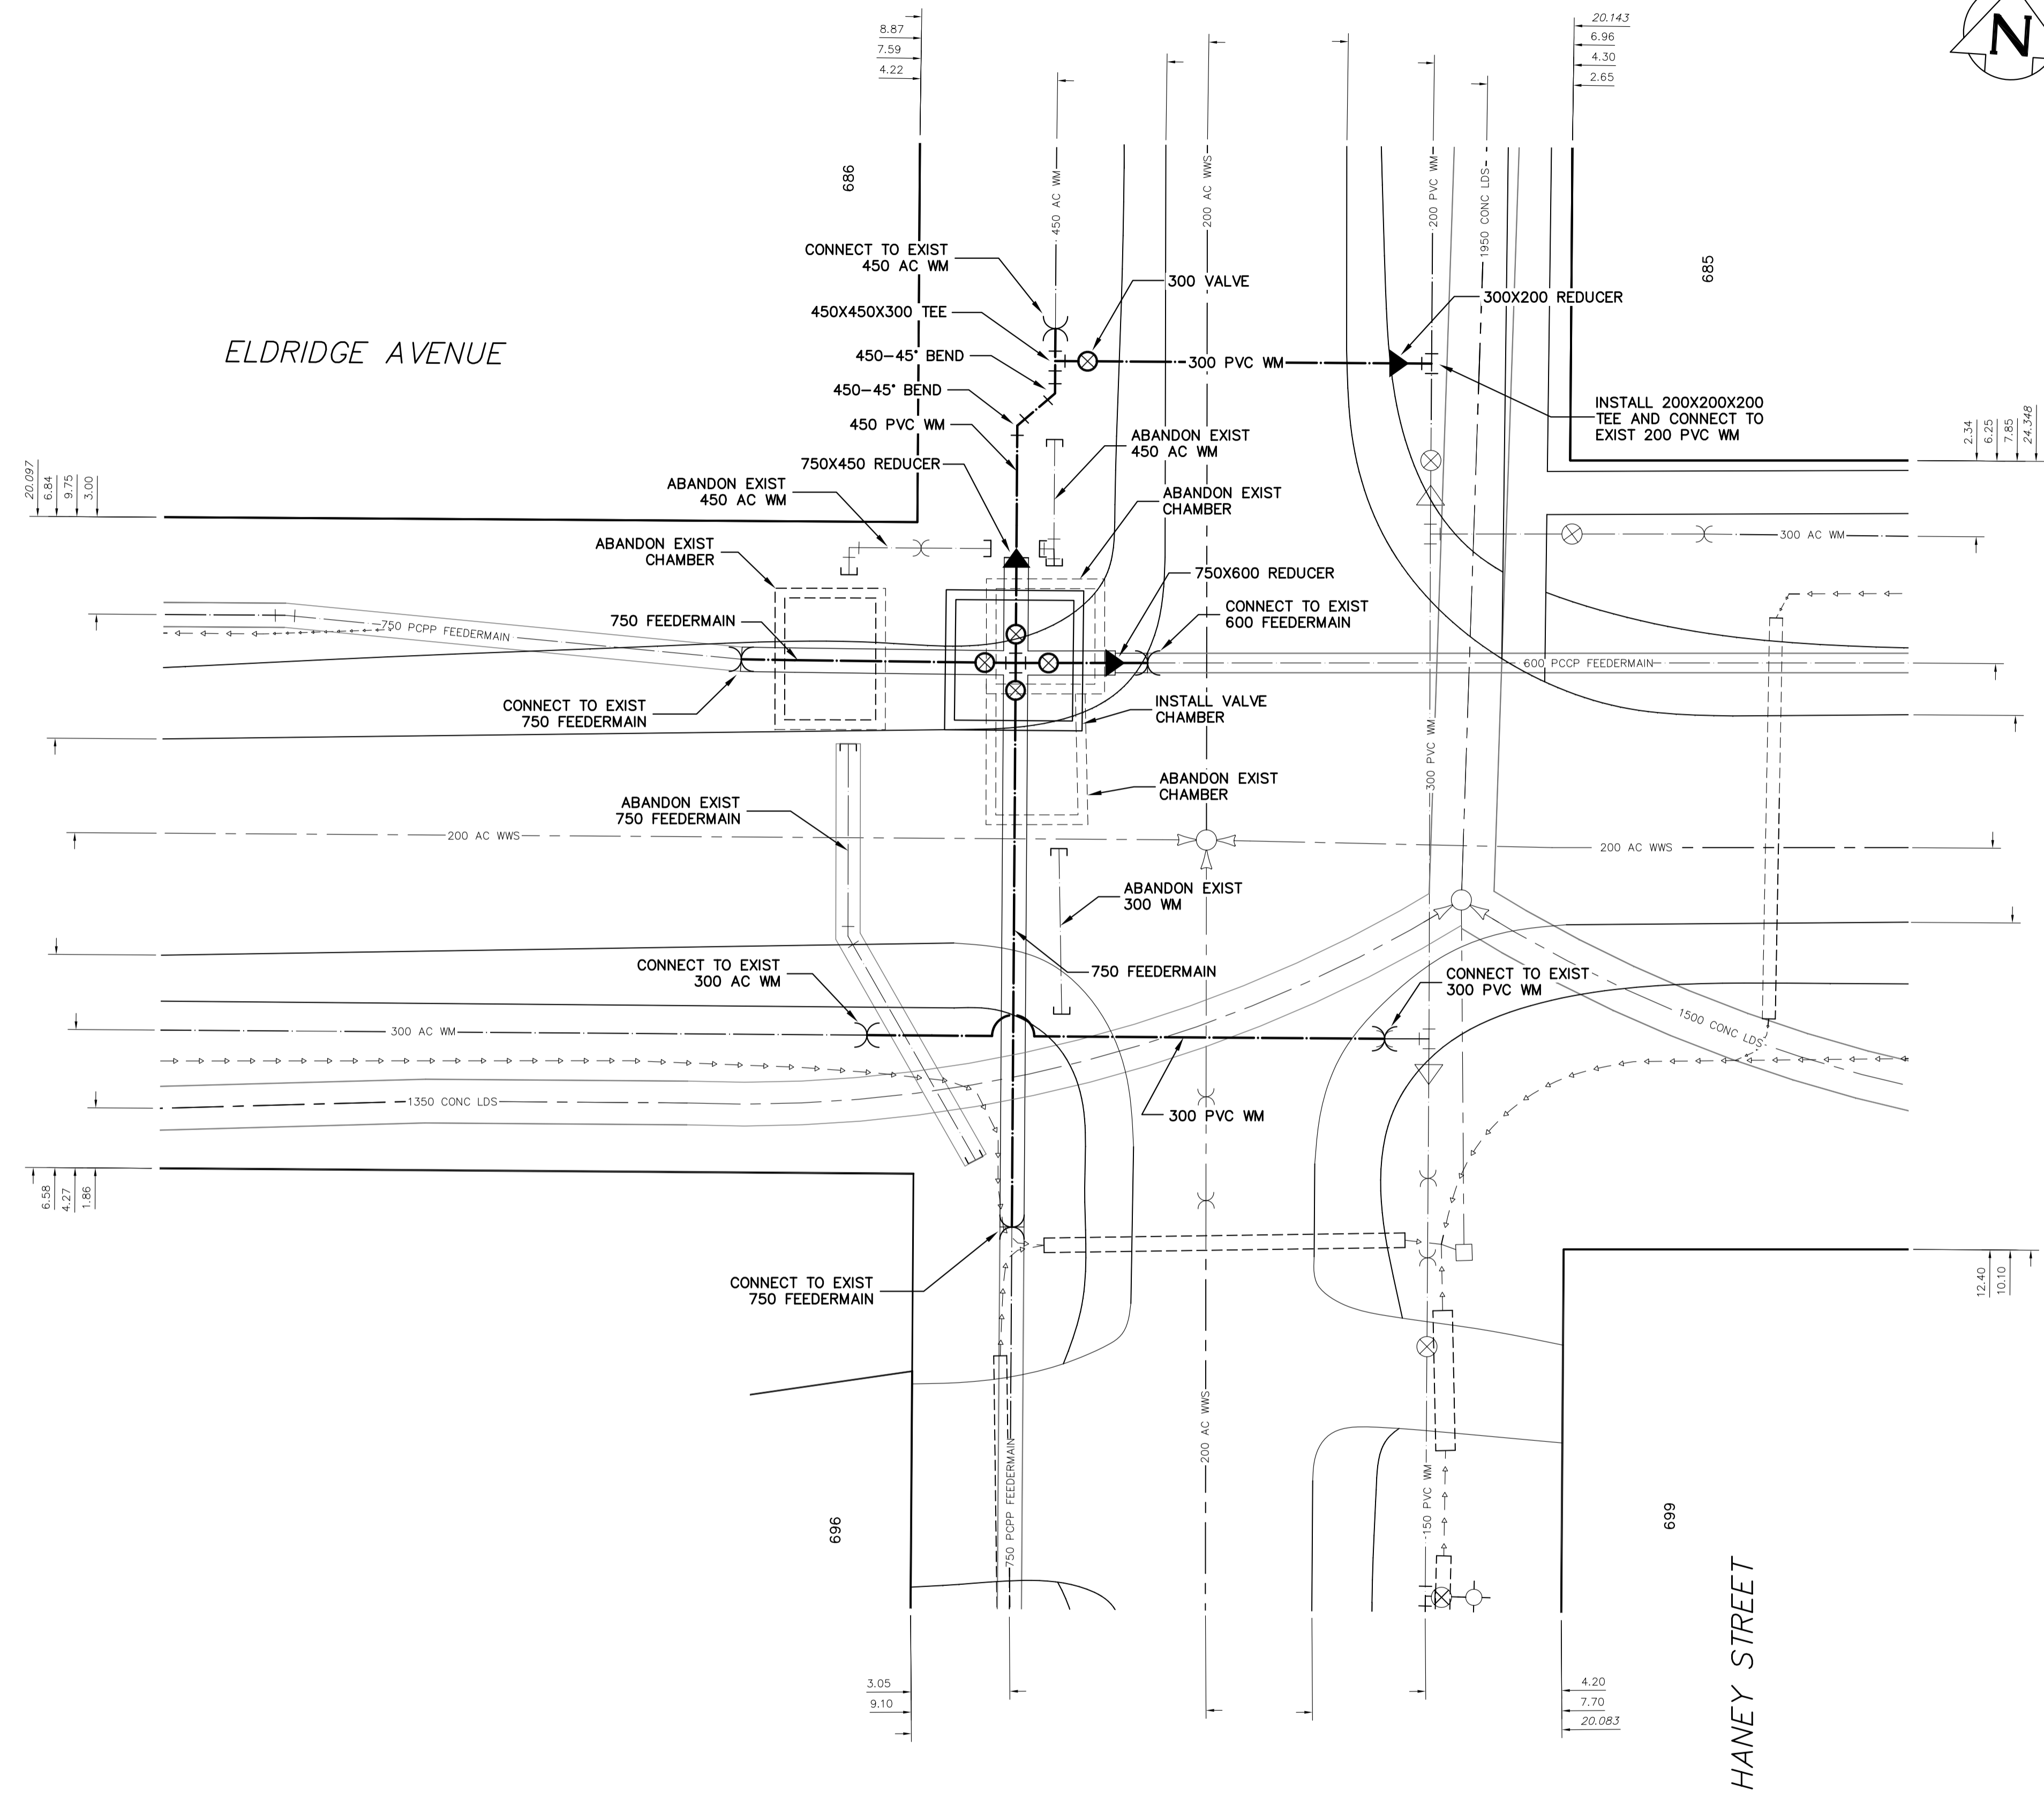 8.87
7.59
4.22
20.143
6.96
4.30
2.65
N
686
450 AC WM
200 AC WWS
200 PVC WM
1950 CONC LDS
685
CONNECT TO EXIST
450 AC WM
300 VALVE
300X200 REDUCER
450X450X300 TEE
ELDRIDGE AVENUE
450-45° BEND
300 PVC WM
450-45° BEND
INSTALL 200X200X200
TEE AND CONNECT TO
EXIST 200 PVC WM
450 PVC WM
ABANDON EXIST
450 AC WM
750X450 REDUCER
2.34
6.25
7.85
24.348
20.097
6.84
9.75
3.00
ABANDON EXIST
450 AC WM
ABANDON EXIST
CHAMBER
ABANDON EXIST
CHAMBER
300 AC WM
750X600 REDUCER
750 FEEDERMAIN
CONNECT TO EXIST
600 FEEDERMAIN
750 PCPP FEEDERMAIN
600 PCCP FEEDERMAIN
CONNECT TO EXIST
750 FEEDERMAIN
INSTALL VALVE
CHAMBER
300 PVC WM
ABANDON EXIST
CHAMBER
ABANDON EXIST
750 FEEDERMAIN
200 AC WWS
200 AC WWS
ABANDON EXIST
300 WM
CONNECT TO EXIST
300 AC WM
750 FEEDERMAIN
CONNECT TO EXIST
300 PVC WM
300 AC WM
1500 CONC LDS
1350 CONC LDS
300 PVC WM
6.58
4.27
1.86
CONNECT TO EXIST
750 FEEDERMAIN
12.40
10.10
200 AC WWS
750 PCPP FEEDERMAIN
150 PVC WM
696
699
HANEY STREET
3.05
9.10
4.20
7.70
20.083